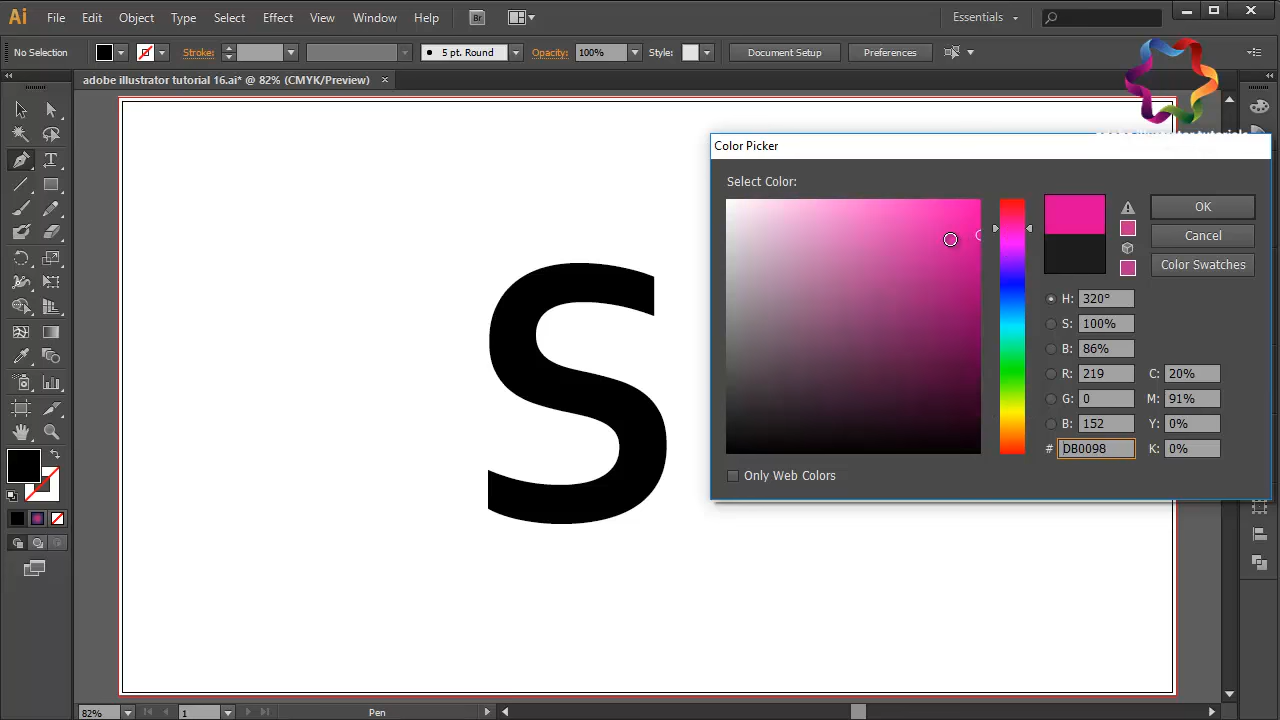 Ai File Edit Object Type Select Effect View Window Help Br Essentials
No Selection Stroke: 5 pt. Round Opacity: 100% Style: Document Setup Preferences
adobe illustrator tutorial 16.ai* @ 82% (CMYK/Preview) ×
Color Picker
Select Color:
OK
Cancel
Color Swatches
H: 320°
S: 100%
B: 86%
R: 219 C: 20%
G: 0 M: 91%
B: 152 Y: 0%
# DB0098 K: 0%
Only Web Colors
S
82% 1 Pen